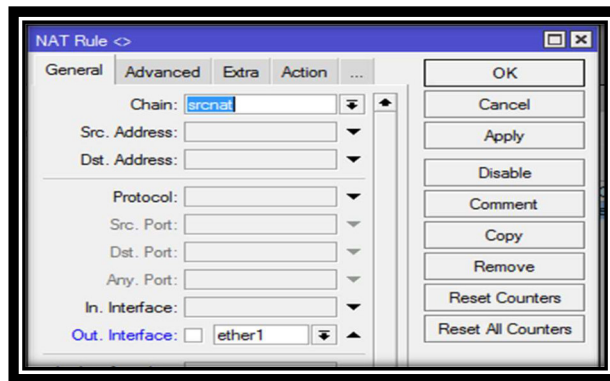 NAT Rule <>
General Advanced Extra Action ...
Chain: srcnat
Src. Address:
Dst. Address:
Protocol:
Src. Port:
Dst. Port:
Any. Port:
In. Interface:
Out. Interface: ether1
OK
Cancel
Apply
Disable
Comment
Copy
Remove
Reset Counters
Reset All Counters